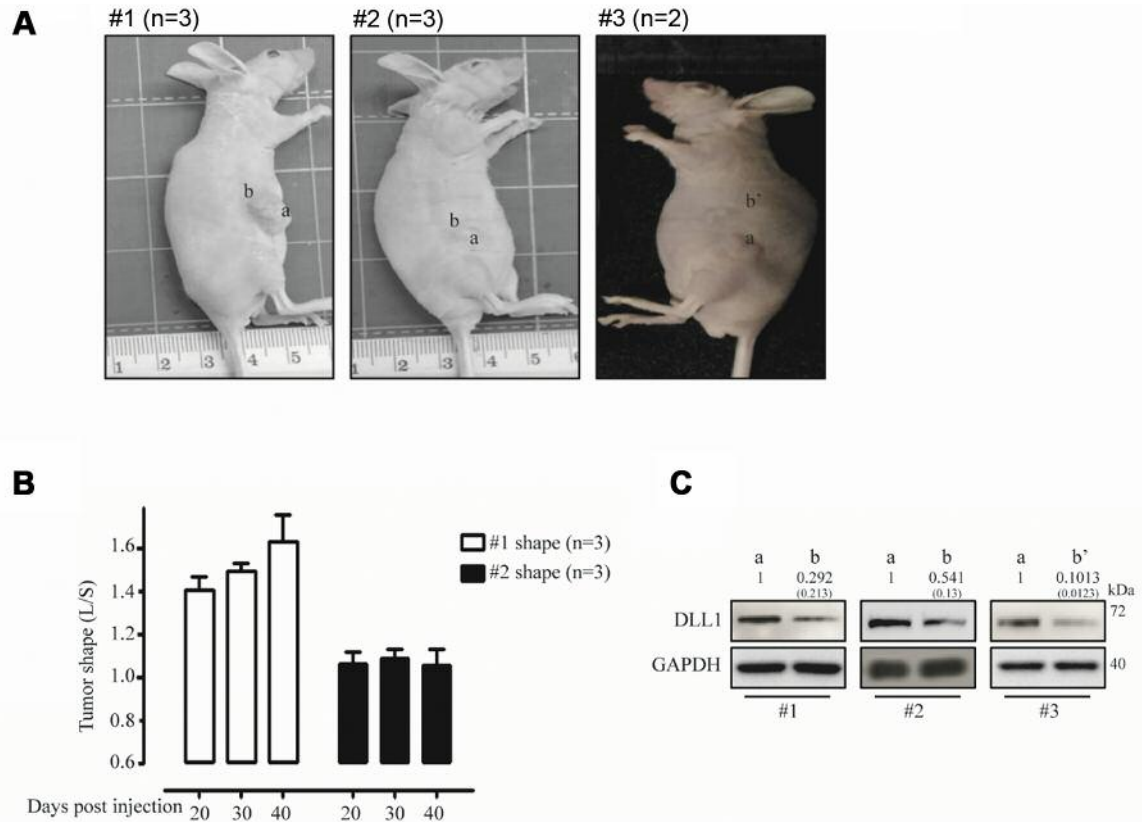 A
#1 (n=3)
#2 (n=3)
#3 (n=2)
b
a
b
a
b’
a
1 2 3 4 5
1 2 3 4 5
B
1.6
1.4
1.2
1.0
0.8
0.6
Tumor shape (L/S)
#1 shape (n=3)
#2 shape (n=3)
Days post injection 20 30 40 20 30 40
C
a b a b a b’
1 0.292 1 0.541 1 0.1013 kDa
(0.213) (0.13) (0.0123)
DLL1 72
GAPDH 40
#1 #2 #3